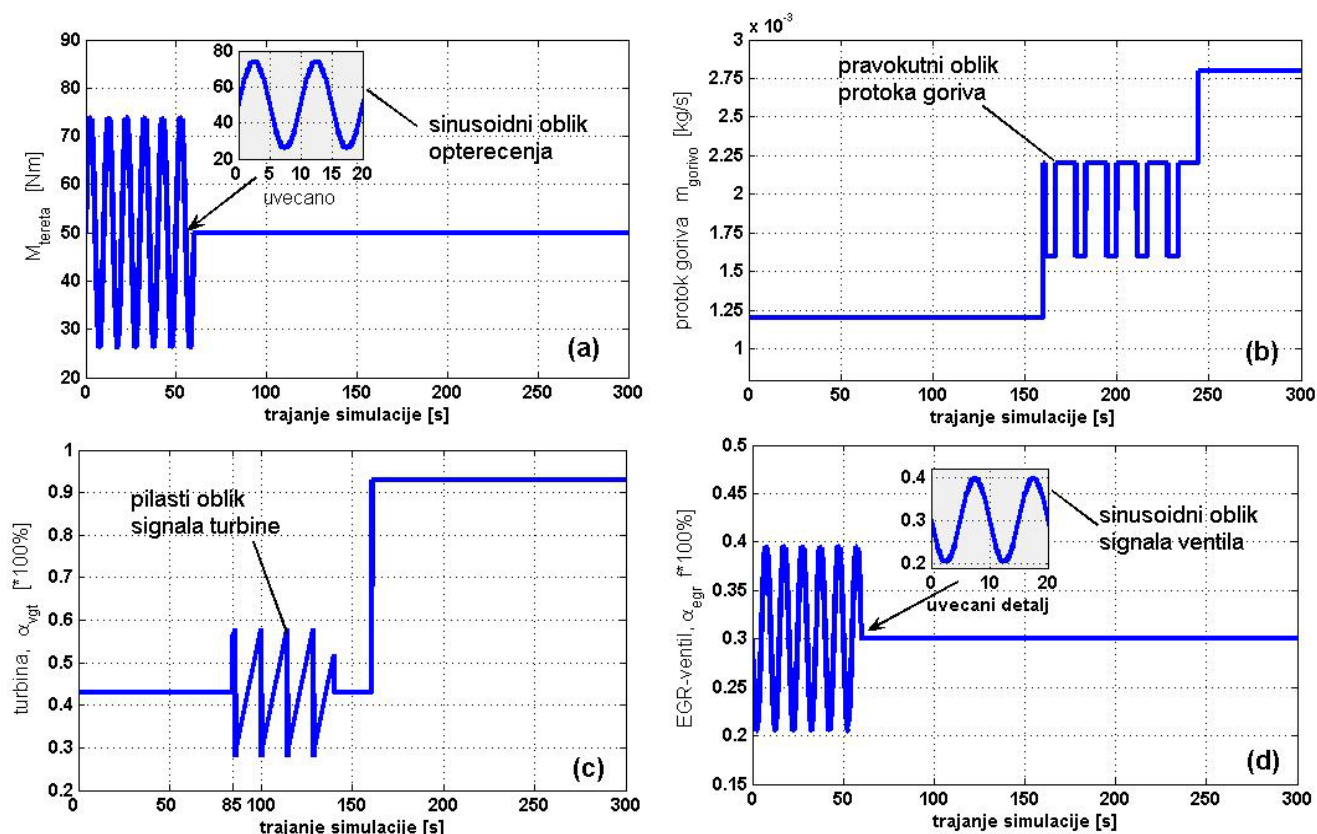 90
80
70
60
50
40
30
20
M_tereta [Nm]
80
60
40
20
0 5 10 15 20
uvecano
sinusoidni oblik
opterecenja
(a)
0 50 100 150 200 250 300
trajanje simulacije [s]
x 10^-3
3
2.75
2.5
2.25
2
1.75
1.5
1.25
1
protok goriva m_gorivo [kg/s]
pravokutni oblik
protoka goriva
(b)
0 50 100 150 200 250 300
trajanje simulacije [s]
1
0.9
0.8
0.7
0.6
0.5
0.4
0.3
0.2
turbina, α_vgt [*100%]
pilasti oblik
signala turbine
(c)
0 50 85 100 150 200 250 300
trajanje simulacije [s]
0.5
0.45
0.4
0.35
0.3
0.25
0.2
0.15
EGR-ventil, α_egr f*100%]
0.4
0.3
0.2
0 10 20
uvecani detalj
sinusoidni oblik
signala ventila
(d)
0 50 100 150 200 250 300
trajanje simulacije [s]